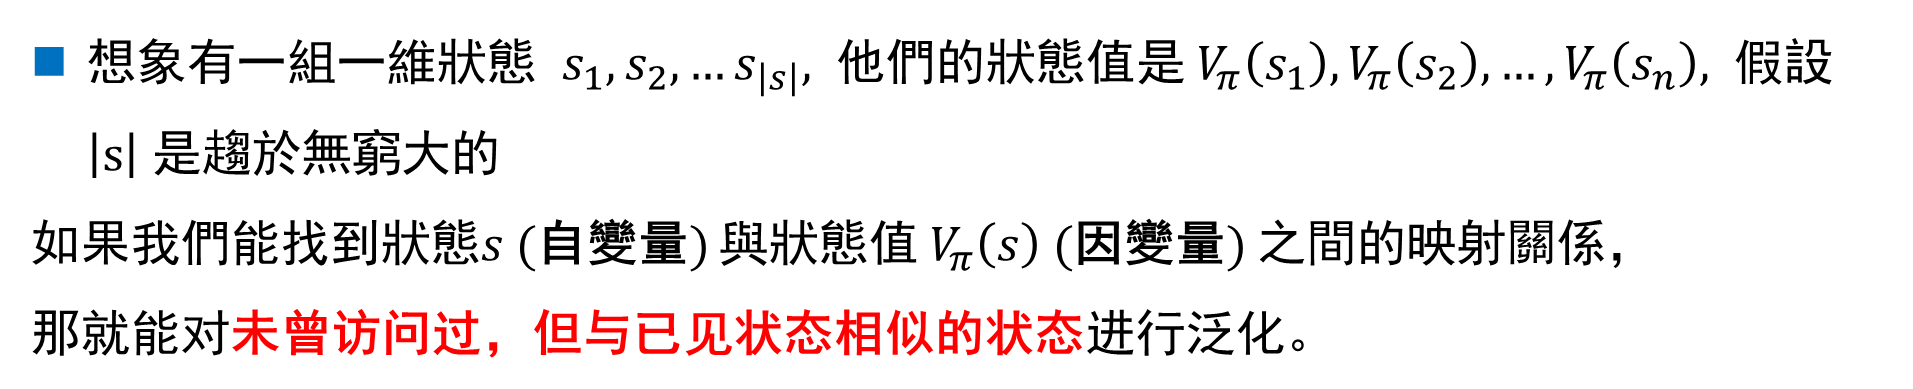 ■ 想象有一組一維狀態 s₁, s₂, … s|s|, 他們的狀態值是 Vπ(s₁), Vπ(s₂), … , Vπ(sₙ), 假設
|s| 是趨於無窮大的
如果我們能找到狀態s (自變量) 與狀態值 Vπ(s) (因變量) 之間的映射關係，
那就能对未曾访问过，但与已见状态相似的状态进行泛化。